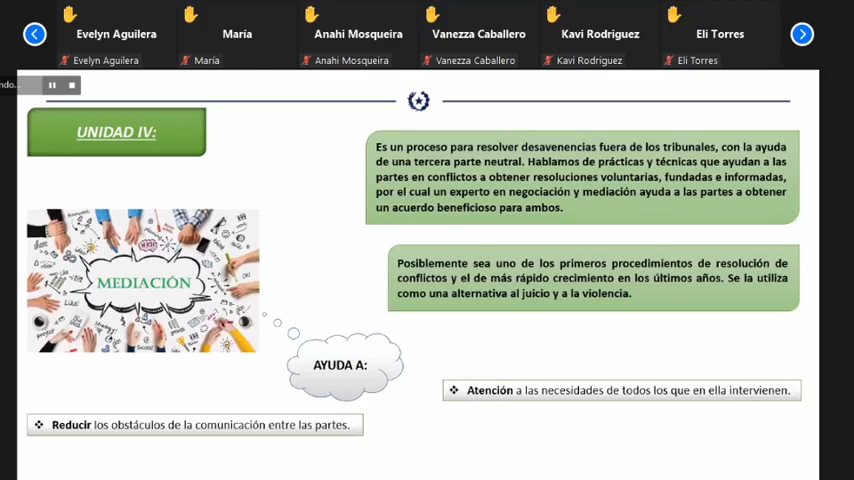 Evelyn Aguilera
María
Anahi Mosqueira
Vanezza Caballero
Kavi Rodriguez
Eli Torres
Evelyn Aguilera
María
Anahi Mosqueira
Vanezza Caballero
Kavi Rodriguez
Eli Torres
ndo...
UNIDAD IV:
Es un proceso para resolver desavenencias fuera de los tribunales, con la ayuda
de una tercera parte neutral. Hablamos de prácticas y técnicas que ayudan a las
partes en conflictos a obtener resoluciones voluntarias, fundadas e informadas,
por el cual un experto en negociación y mediación ayuda a las partes a obtener
un acuerdo beneficioso para ambos.
MEDIACIÓN
Posiblemente sea uno de los primeros procedimientos de resolución de
conflictos y el de más rápido crecimiento en los últimos años. Se la utiliza
como una alternativa al juicio y a la violencia.
AYUDA A:
❖ Atención a las necesidades de todos los que en ella intervienen.
❖ Reducir los obstáculos de la comunicación entre las partes.